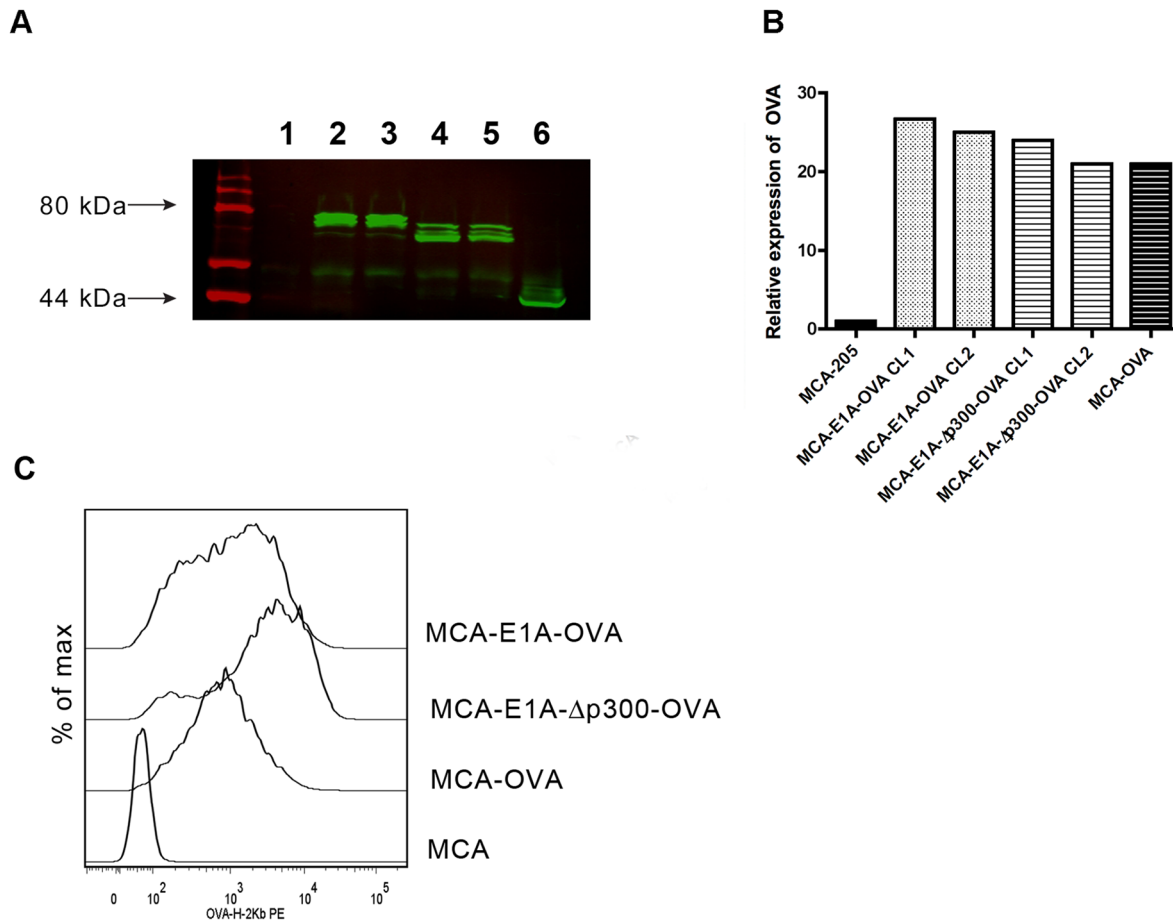 A
1 2 3 4 5 6
80 kDa
44 kDa
B
Relative expression of OVA
30
20
10
0
MCA-205
MCA-E1A-OVA CL1
MCA-E1A-OVA CL2
MCA-E1A-Δp300-OVA CL1
MCA-E1A-Δp300-OVA CL2
MCA-OVA
C
% of max
MCA-E1A-OVA
MCA-E1A-Δp300-OVA
MCA-OVA
MCA
0 10² 10³ 10⁴ 10⁵
OVA-H-2Kb PE